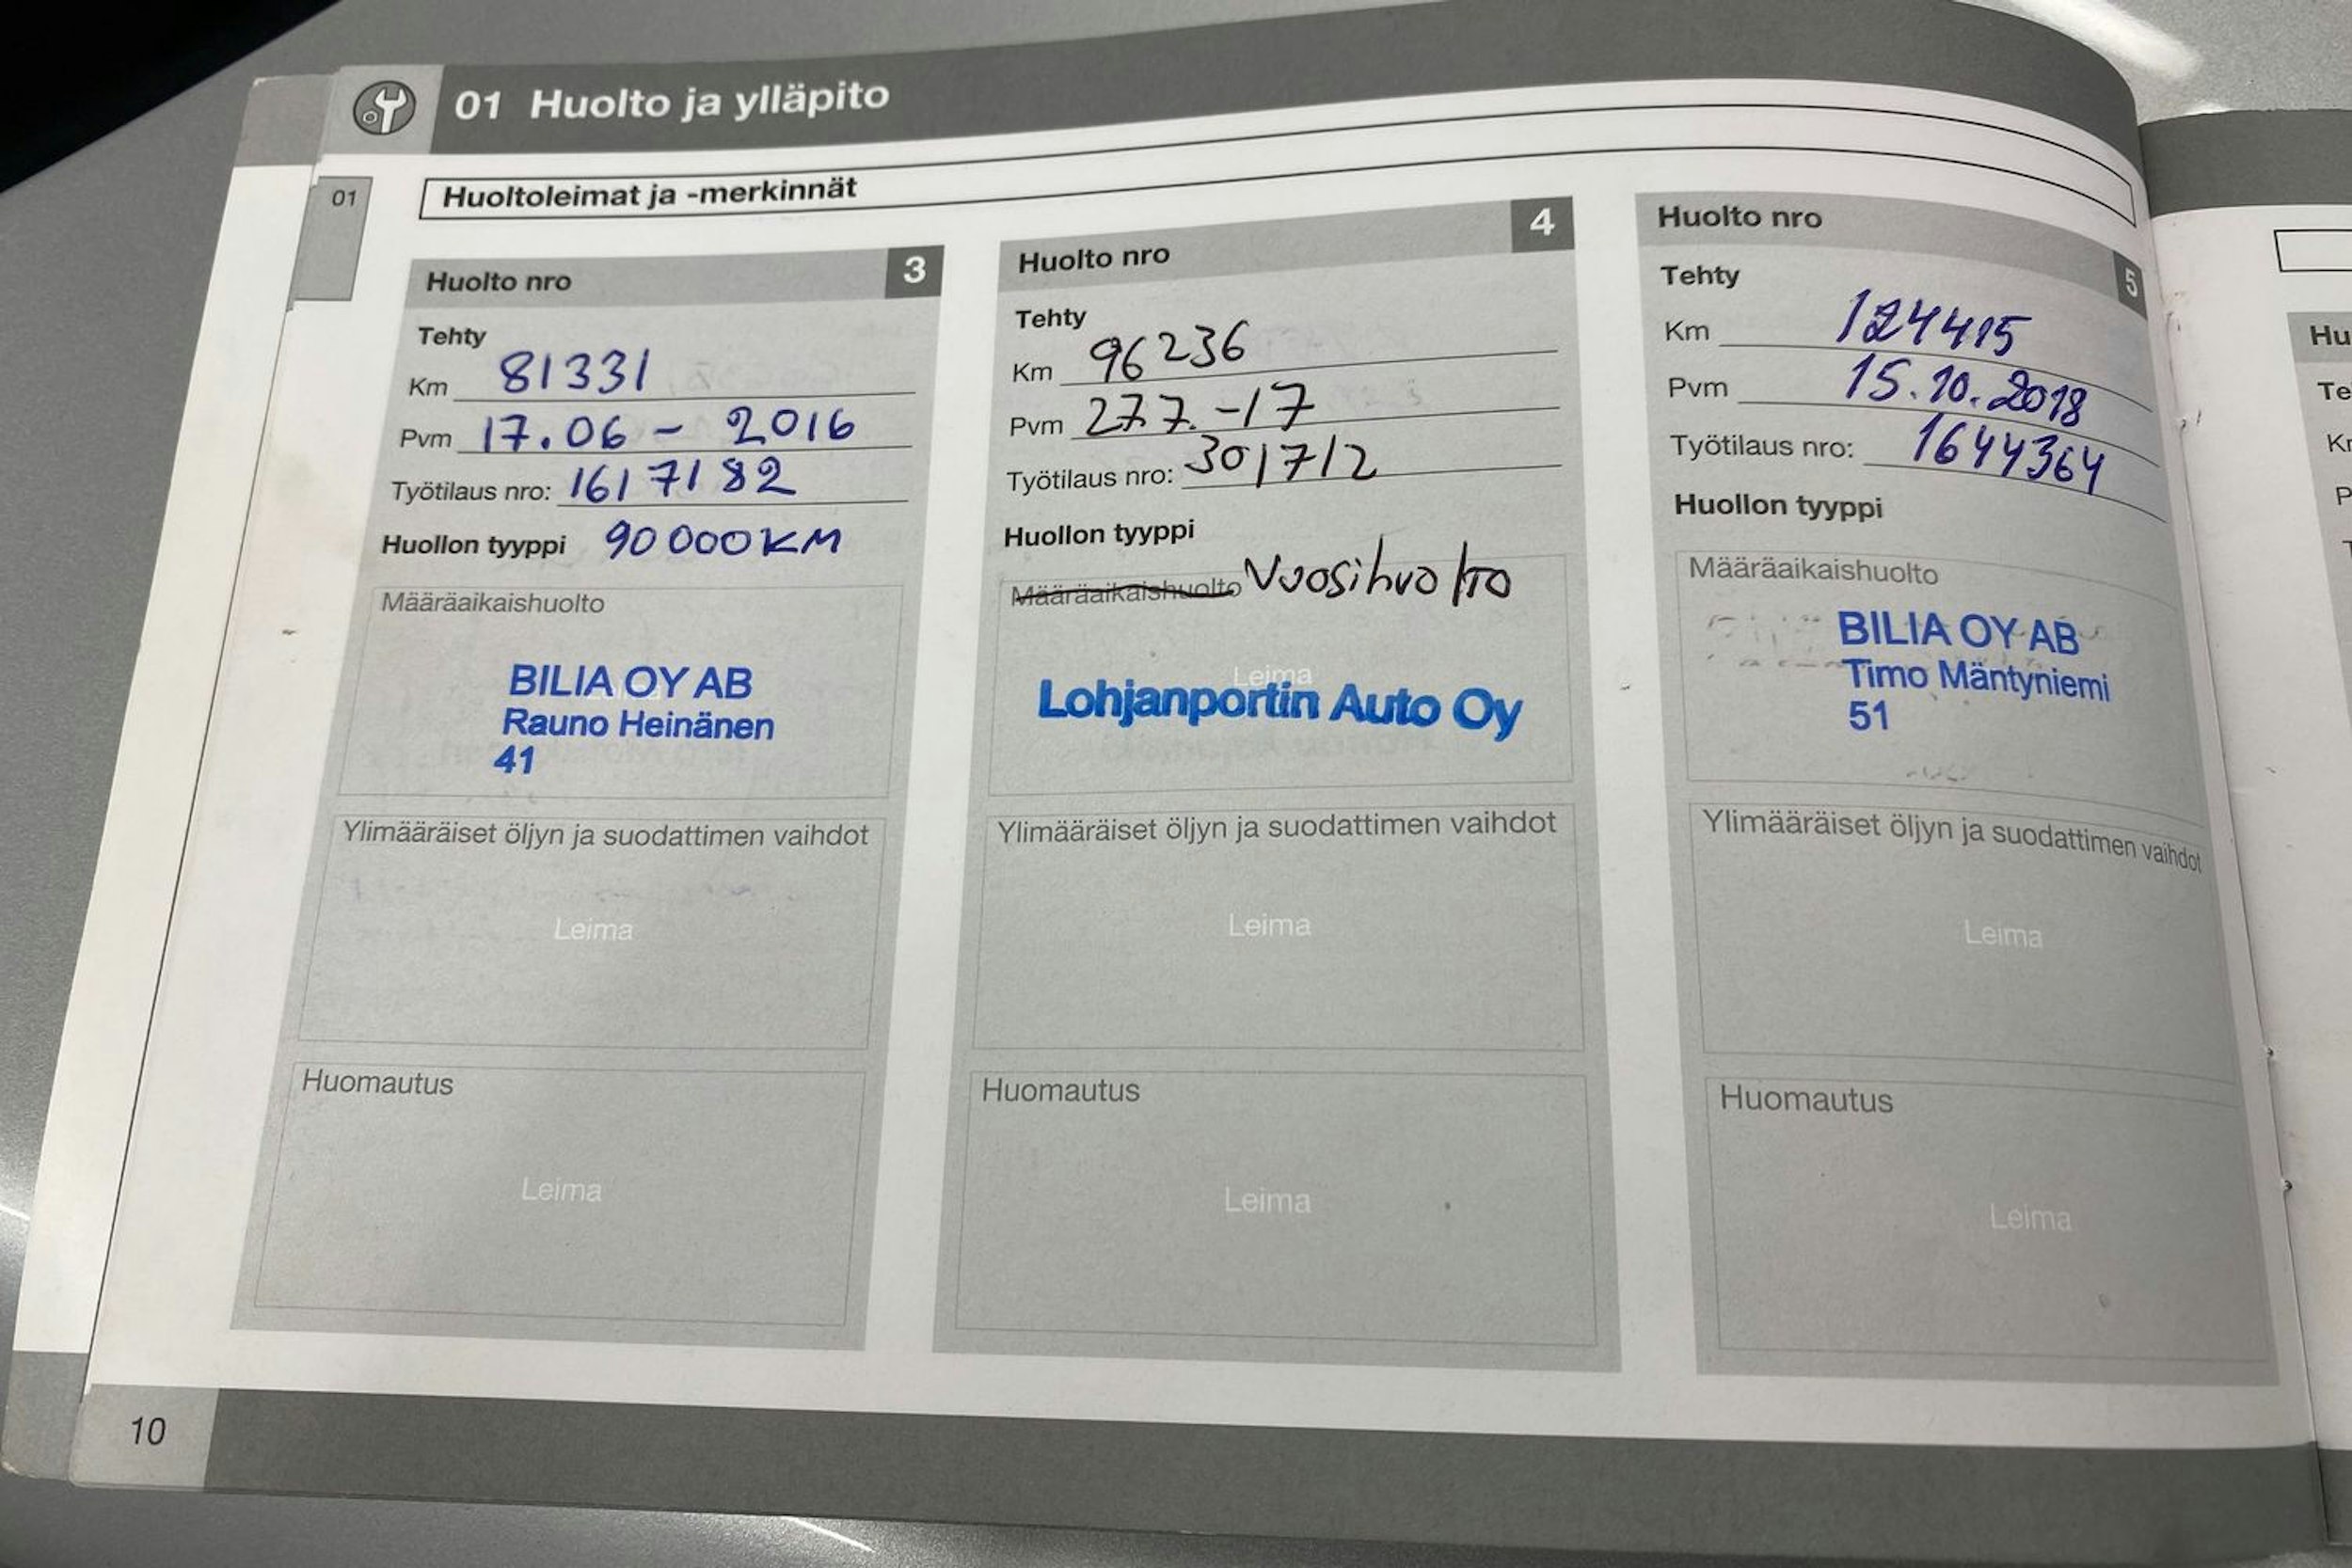 01 Huolto ja ylläpito
01
Huoltoleimat ja -merkinnät
Huolto nro 3
Tehty
Km 81331
Pvm 17.06 - 2016
Työtilaus nro: 1617182
Huollon tyyppi 90 000 KM
Määräaikaishuolto
BILIA OY AB
Rauno Heinänen
41
Ylimääräiset öljyn ja suodattimen vaihdot
Leima
Huomautus
Leima
Huolto nro 4
Tehty
Km 96236
Pvm 27.7.-17
Työtilaus nro: 301712
Huollon tyyppi
Määräaikaishuolto Vuosihuolto
Leima
Lohjanportin Auto Oy
Ylimääräiset öljyn ja suodattimen vaihdot
Leima
Huomautus
Leima
Huolto nro 5
Tehty
Km 124415
Pvm 15.10.2018
Työtilaus nro: 1644364
Huollon tyyppi
Määräaikaishuolto
BILIA OY AB
Timo Mäntyniemi
51
Ylimääräiset öljyn ja suodattimen vaihdot
Leima
Huomautus
Leima
10
Hu
Te